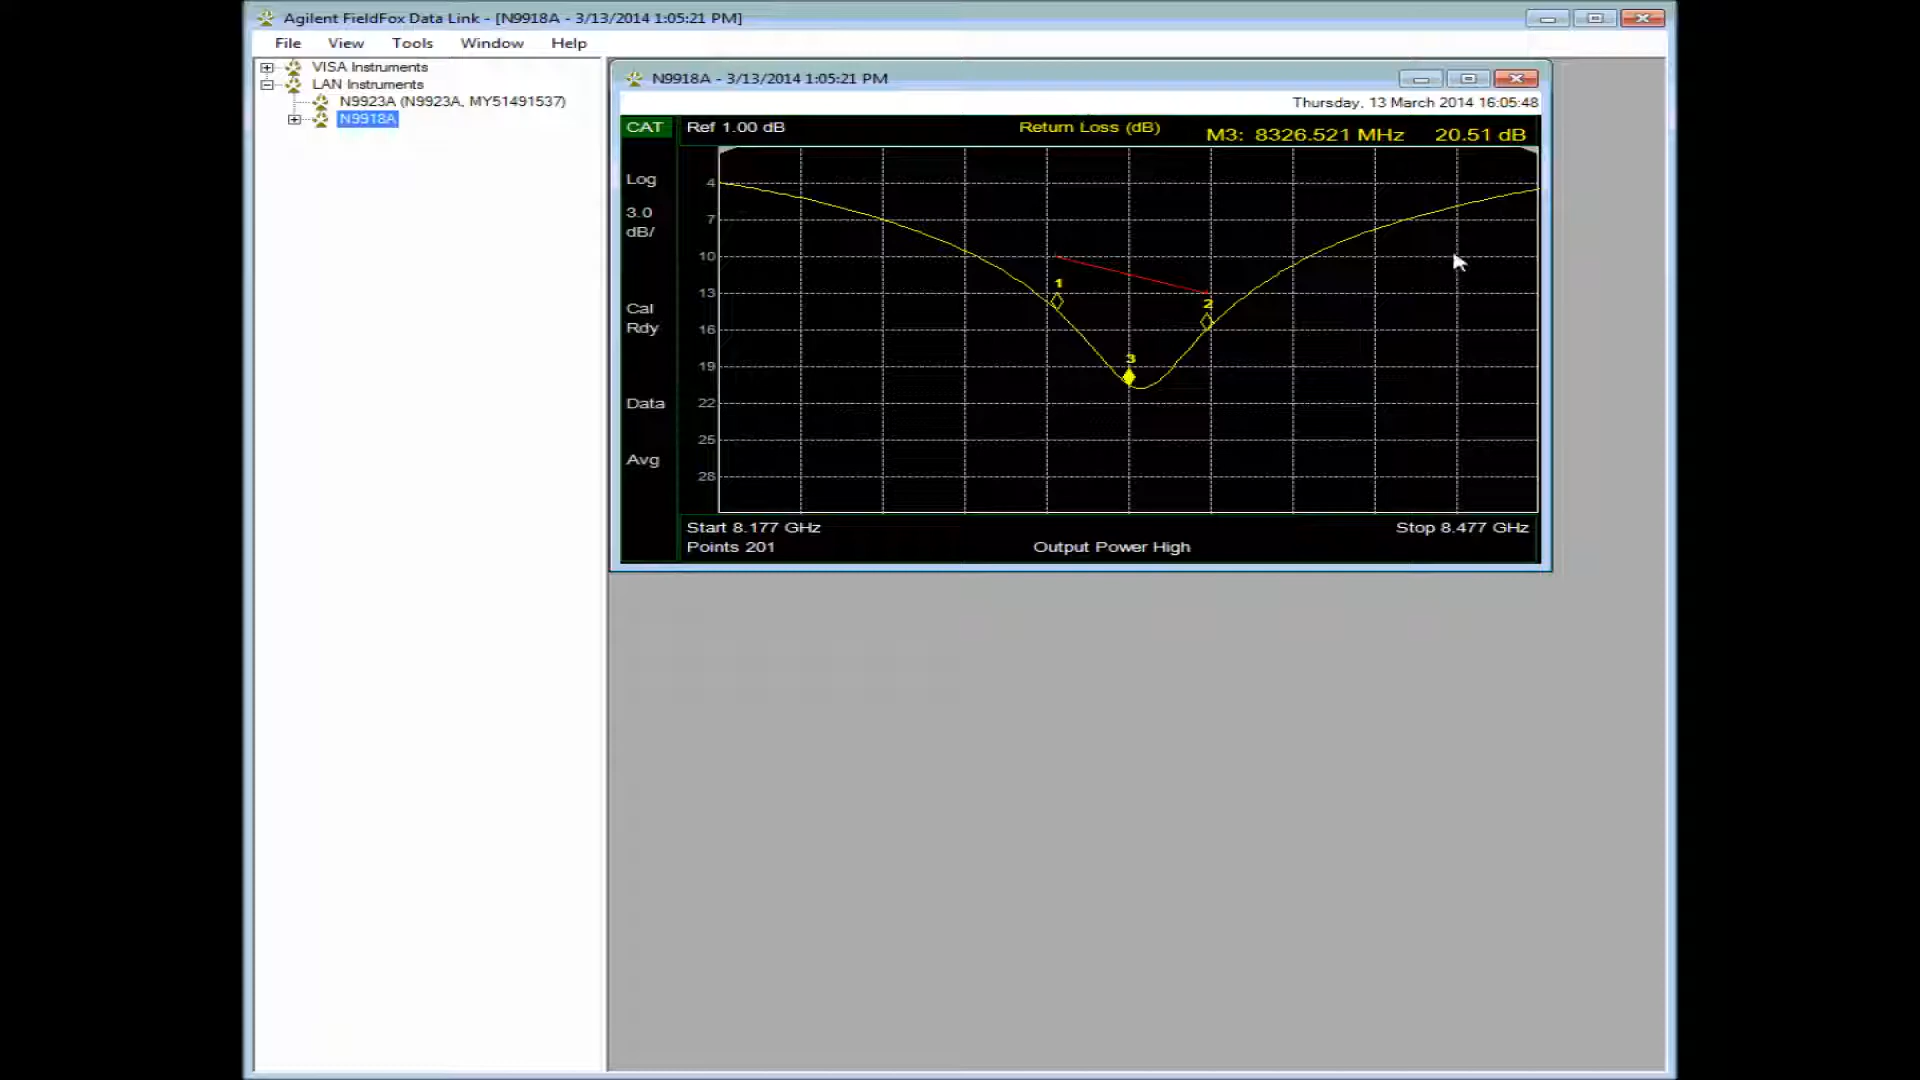 Agilent FieldFox Data Link - [N9918A - 3/13/2014 1:05:21 PM]
File View Tools Window Help
VISA Instruments
LAN Instruments
N9923A (N9923A, MY51491537)
N9918A
N9918A - 3/13/2014 1:05:21 PM
Thursday, 13 March 2014 16:05:48
CAT Ref 1.00 dB Return Loss (dB) M3: 8326.521 MHz 20.51 dB
Log
3.0
dB/
Cal
Rdy
Data
Avg
4
7
10
13
16
19
22
25
28
1
2
3
Start 8.177 GHz Stop 8.477 GHz
Points 201 Output Power High